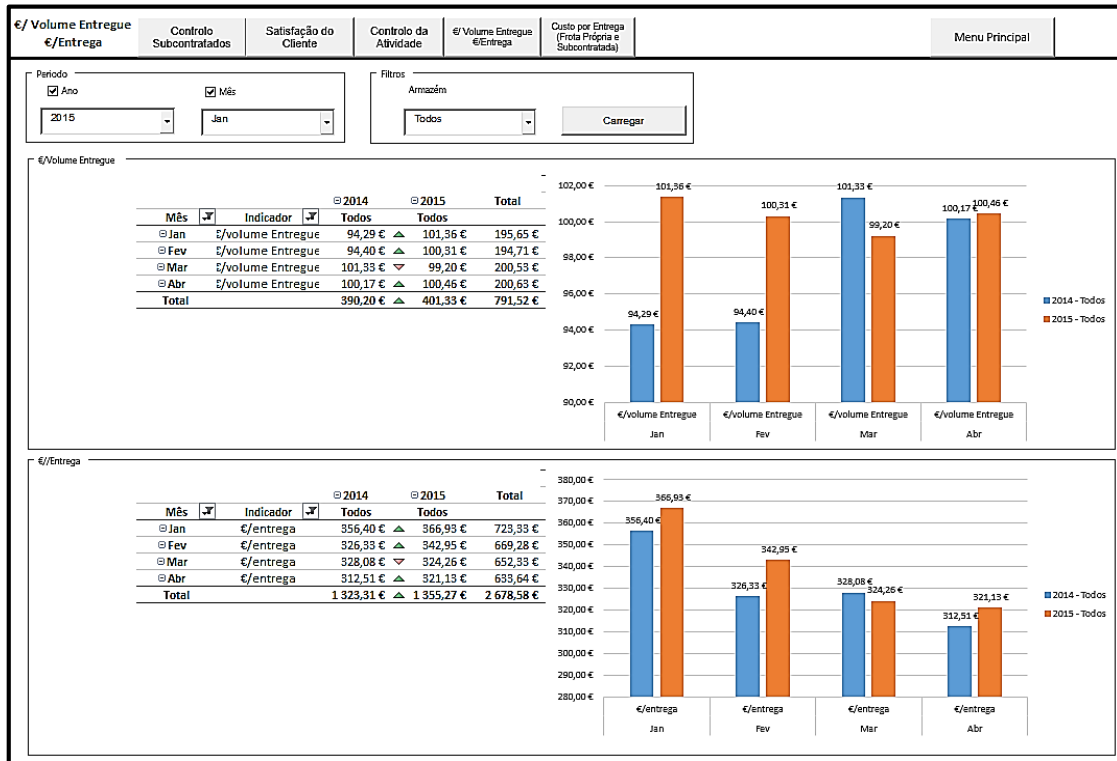 €/ Volume Entregue
€/Entrega
Controlo
Subcontratados
Satisfação do
Cliente
Controlo da
Atividade
€/ Volume Entregue
€/Entrega
Custo por Entrega
(Frota Própria e
Subcontratada)
Menu Principal
Periodo
Ano
Mês
2015
Jan
Filtros
Armazém
Todos
Carregar
€/Volume Entregue
2014 2015 Total
Mês Indicador Todos Todos
Jan €/volume Entregue 94,29 € 101,36 € 195,65 €
Fev €/volume Entregue 94,40 € 100,31 € 194,71 €
Mar €/volume Entregue 101,33 € 99,20 € 200,53 €
Abr €/volume Entregue 100,17 € 100,46 € 200,63 €
Total 390,20 € 401,33 € 791,52 €
102,00 €
100,00 €
98,00 €
96,00 €
94,00 €
92,00 €
90,00 €
94,29 €
101,36 €
94,40 €
100,31 €
101,33 €
99,20 €
100,17 €
100,46 €
€/volume Entregue €/volume Entregue €/volume Entregue €/volume Entregue
Jan Fev Mar Abr
2014 - Todos
2015 - Todos
€//Entrega
2014 2015 Total
Mês Indicador Todos Todos
Jan €/entrega 356,40 € 366,93 € 723,33 €
Fev €/entrega 326,33 € 342,95 € 669,28 €
Mar €/entrega 328,08 € 324,26 € 652,33 €
Abr €/entrega 312,51 € 321,13 € 633,64 €
Total 1 323,31 € 1 355,27 € 2 678,58 €
380,00 €
370,00 €
360,00 €
350,00 €
340,00 €
330,00 €
320,00 €
310,00 €
300,00 €
290,00 €
280,00 €
356,40 €
366,93 €
326,33 €
342,95 €
328,08 €
324,26 €
312,51 €
321,13 €
€/entrega €/entrega €/entrega €/entrega
Jan Fev Mar Abr
2014 - Todos
2015 - Todos